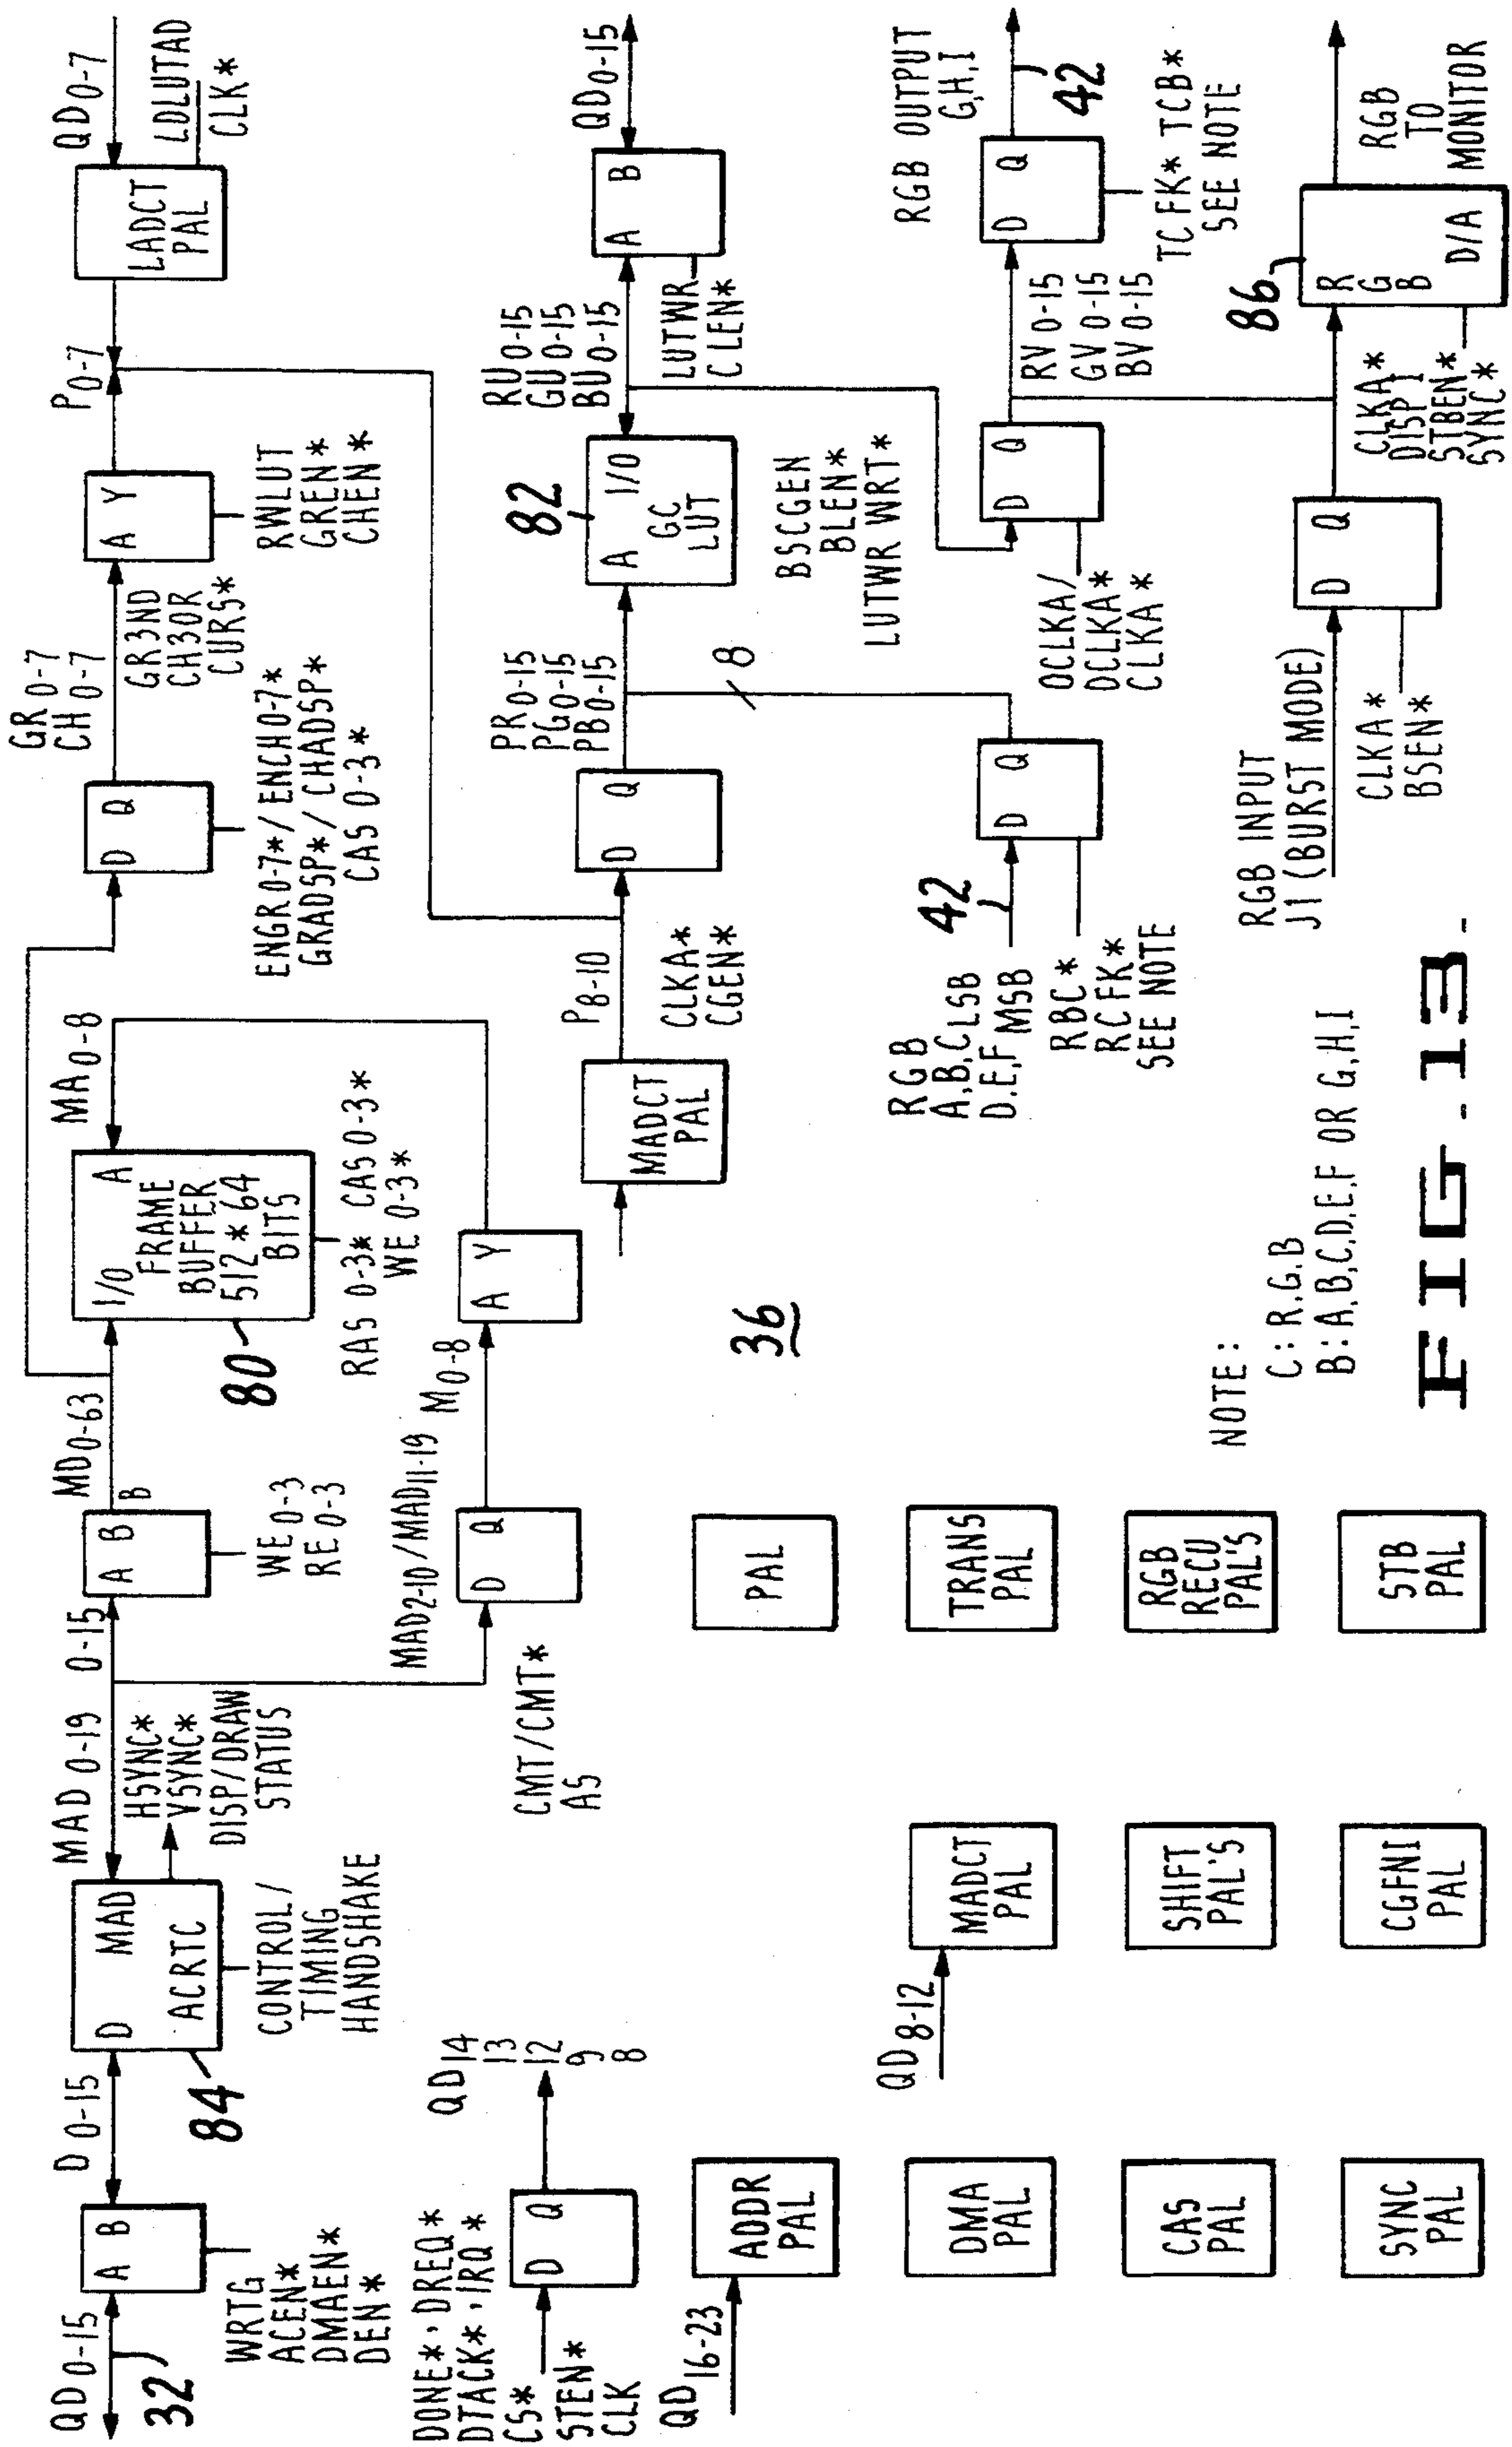 QD 0-15
32
A B
WRTG
ACEN*
DMAEN*
DEN*
D 0-15
84
D MAD
ACRTC
CONTROL/
TIMING
HANDSHAKE
MAD 0-19
HSYNC*
VSYNC*
DISP/DRAW
STATUS
0-15
A B
WE 0-3
RE 0-3
MD0-63
B
80
I/O A
FRAME
BUFFER
512*64
BITS
RAS 0-3* CAS 0-3*
WE 0-3*
MA0-8
D Q
ENGR0-7*/ENCH0-7*
GRADSP*/CHADSP*
CAS 0-3*
GR0-7
CH0-7
GR3ND
CH3OR
CURS*
A Y
RWLUT
GREN*
CHEN*
P0-7
LADCT
PAL
QD0-7
LDLUTAD
CLK*
DONE*, DREQ*
DTACK*, IRQ*
CS*
STEN*
CLK
D Q
QD14
13
12
9
8
CMT/CMT*
AS
MAD2-10/MAD11-19
D Q
M0-8
A Y
MADCT
PAL
P8-10
CLKA*
CGEN*
D Q
PR0-15
PG0-15
PB0-15
8
82
A I/O
GC
LUT
BSCGEN
BLEN*
LUTWR WRT*
RU0-15
GU0-15
BU0-15
LUTWR
CLEN*
A B
QD0-15
QD16-23
ADDR
PAL
PAL
36
RGB
A,B,C LSB
D,E,F MSB
42
RBC*
RCFK*
SEE NOTE
D Q
OCLKA/
DCLKA*
CLKA*
D Q
RV0-15
GV0-15
BV0-15
D Q
TCFK* TCB*
SEE NOTE
RGB OUTPUT
G,H,I
42
DMA
PAL
QD8-12
MADCT
PAL
TRANS
PAL
CAS
PAL
SHIFT
PAL'S
RGB
RECU
PAL'S
SYNC
PAL
CGFNI
PAL
STB
PAL
NOTE:
C: R,G,B
B: A,B,C,D,E,F OR G,H,I
RGB INPUT
J1 (BURST MODE)
CLKA*
BSEN*
D Q
CLKA*
DISP1
STBEN*
SYNC*
86
R
G
B
D/A
RGB
TO
MONITOR
FIG-13-